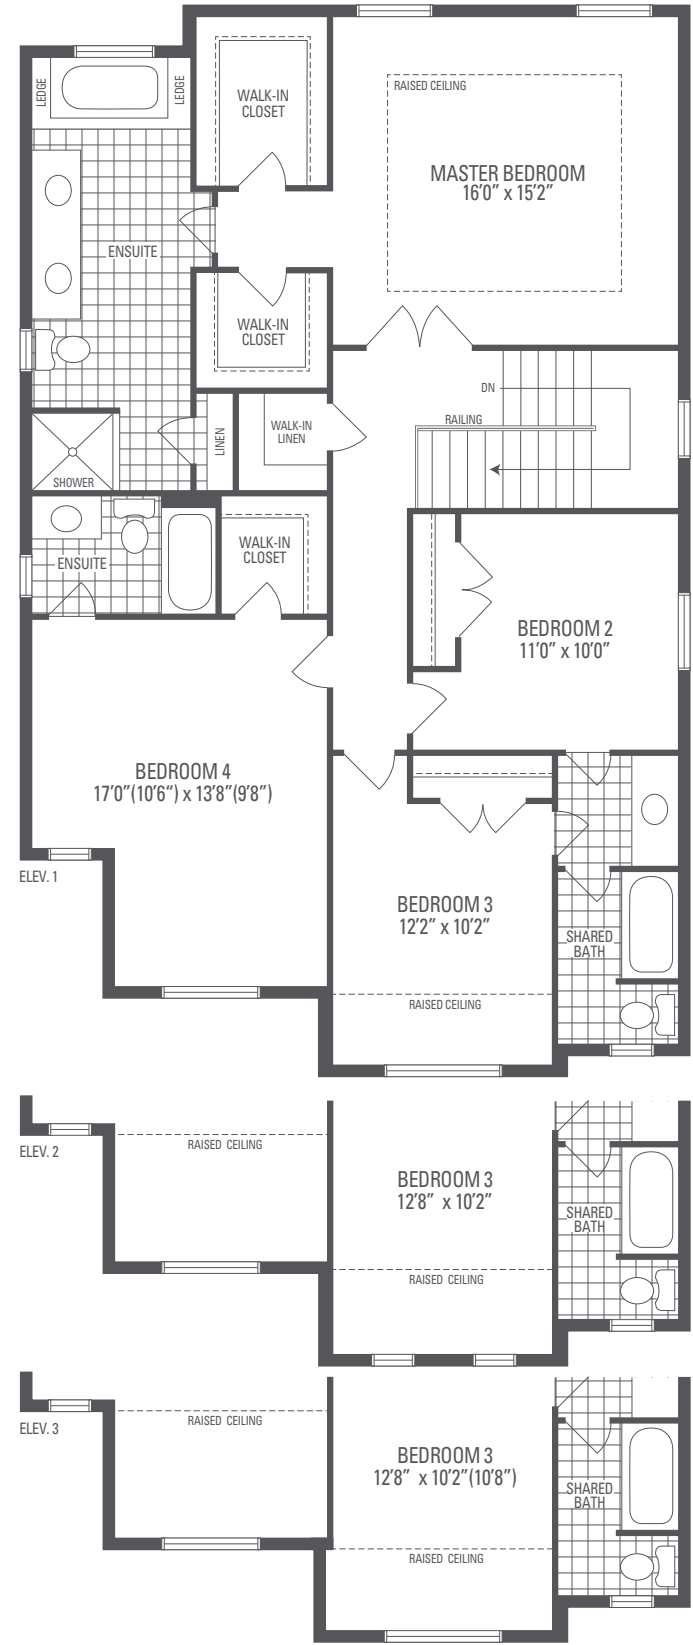 LEDGE
LEDGE
WALK-IN
CLOSET
RAISED CEILING
MASTER BEDROOM
16'0" x 15'2"
ENSUITE
WALK-IN
CLOSET
DN
RAILING
LINEN
WALK-IN
LINEN
SHOWER
ENSUITE
WALK-IN
CLOSET
BEDROOM 2
11'0" x 10'0"
BEDROOM 4
17'0"(10'6“) x 13'8"(9'8")
ELEV. 1
BEDROOM 3
12'2" x 10'2"
SHARED
BATH
RAISED CEILING
ELEV. 2
RAISED CEILING
BEDROOM 3
12'8" x 10'2"
SHARED
BATH
RAISED CEILING
ELEV. 3
RAISED CEILING
BEDROOM 3
12'8" x 10'2"(10'8")
SHARED
BATH
RAISED CEILING